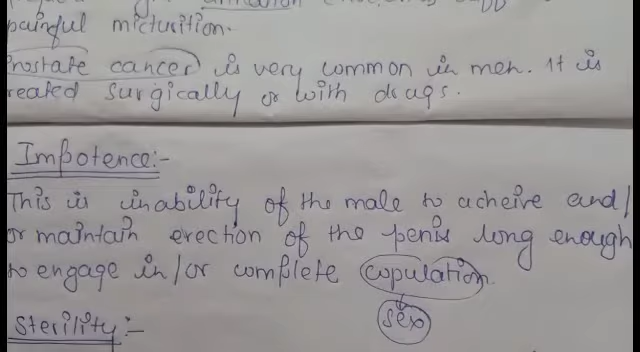 painful micturition.
Prostate cancer is very common in men. It is
reated surgically or with drugs.
Impotence:-
This is inability of the male to acheive and/
or maintain erection of the penis long enough
to engage in/or complete copulation.
sex
Sterility:-